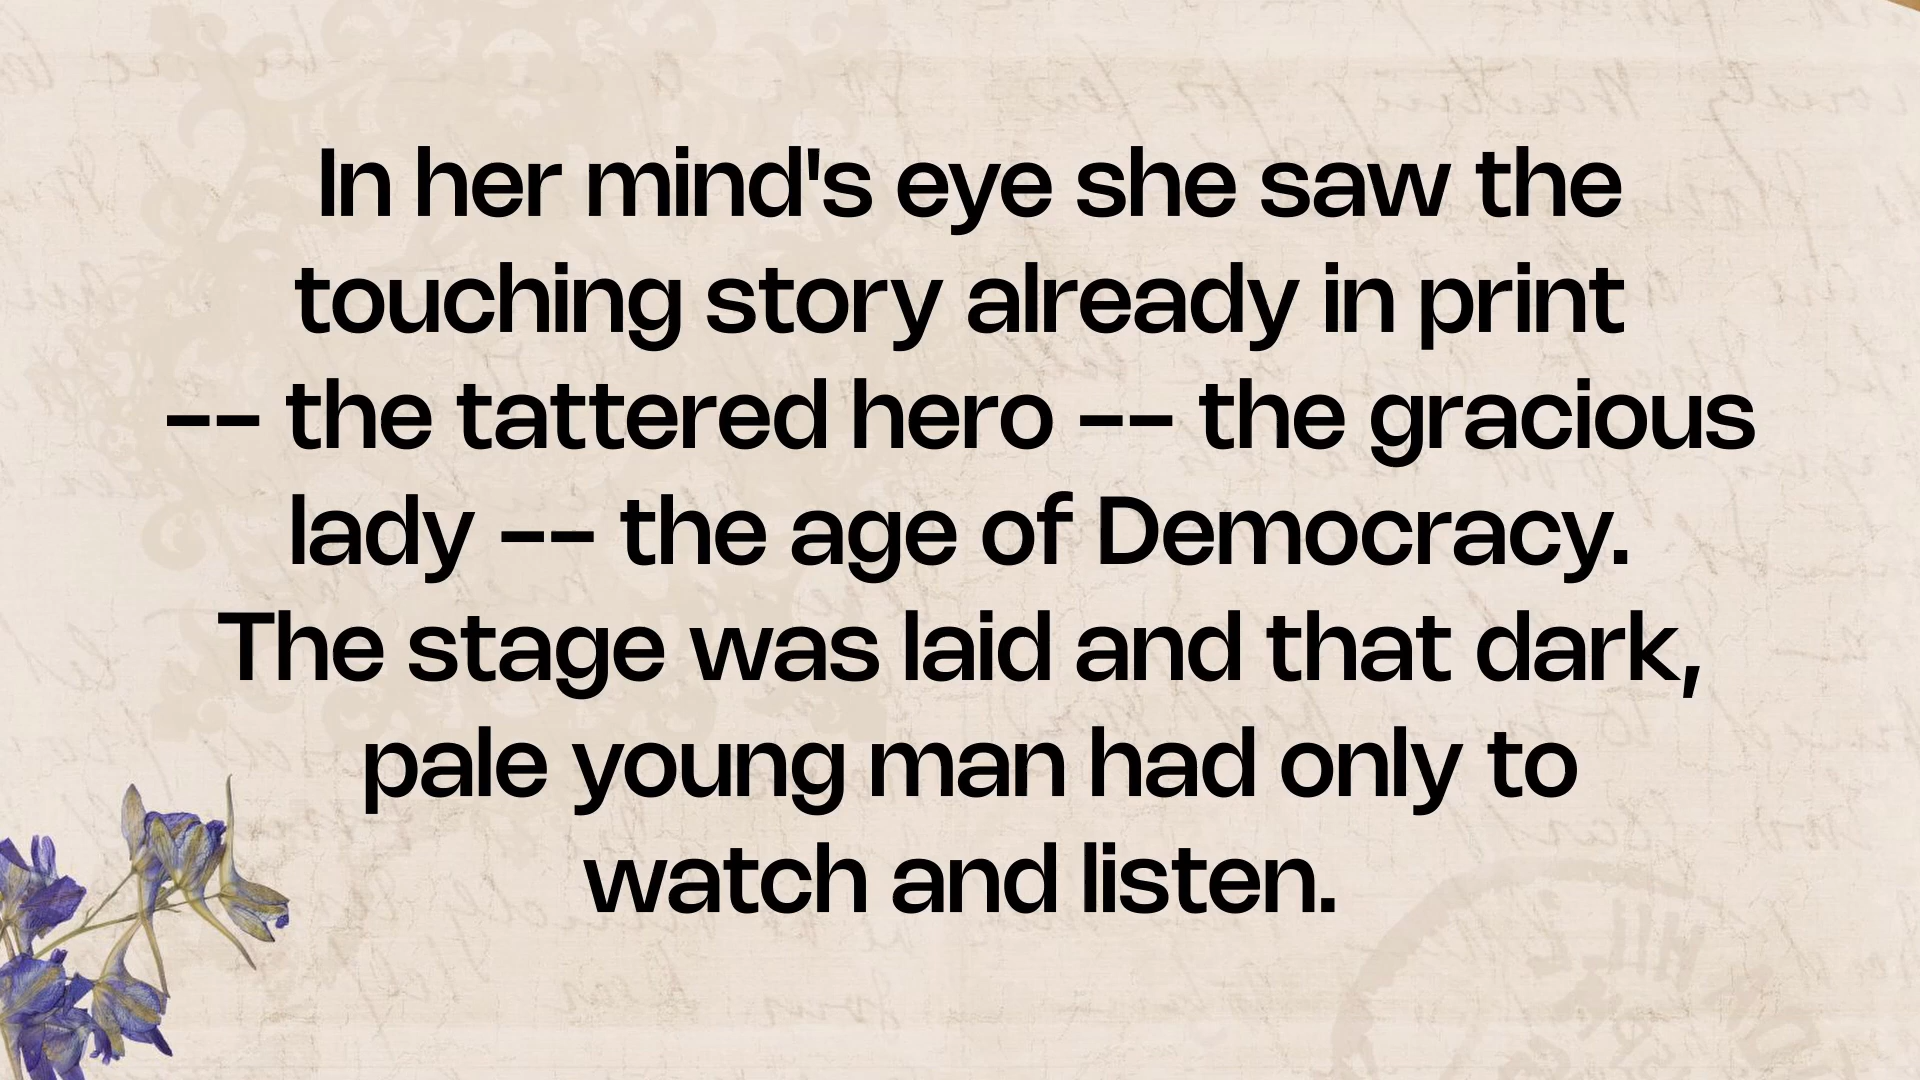 In her mind's eye she saw the
touching story already in print
-- the tattered hero -- the gracious
lady -- the age of Democracy.
The stage was laid and that dark,
pale young man had only to
watch and listen.